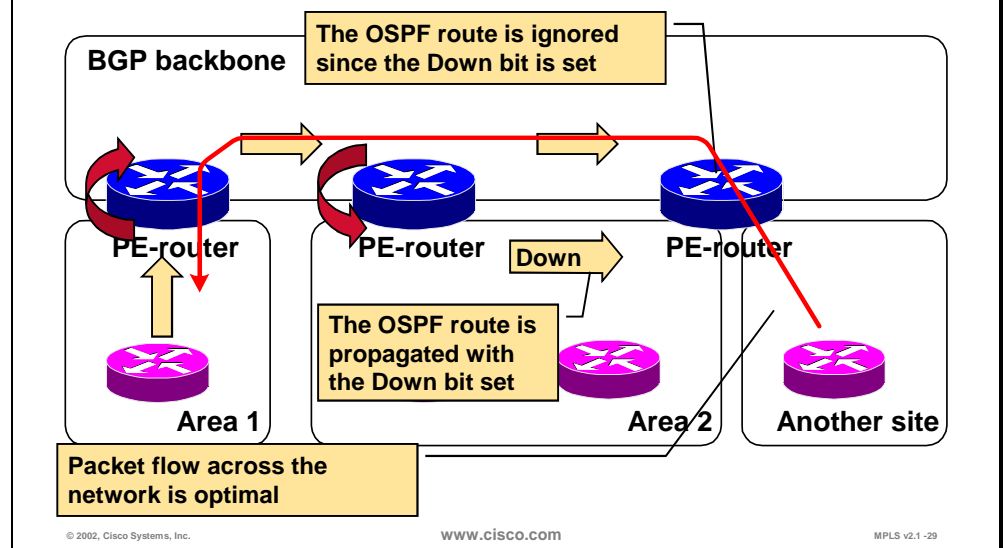 The OSPF route is ignored
since the Down bit is set
BGP backbone
PE-router
PE-router
PE-router
Down
The OSPF route is
propagated with
the Down bit set
Area 1
Area 2
Another site
Packet flow across the
network is optimal
© 2002, Cisco Systems, Inc.
www.cisco.com
MPLS v2.1 -29